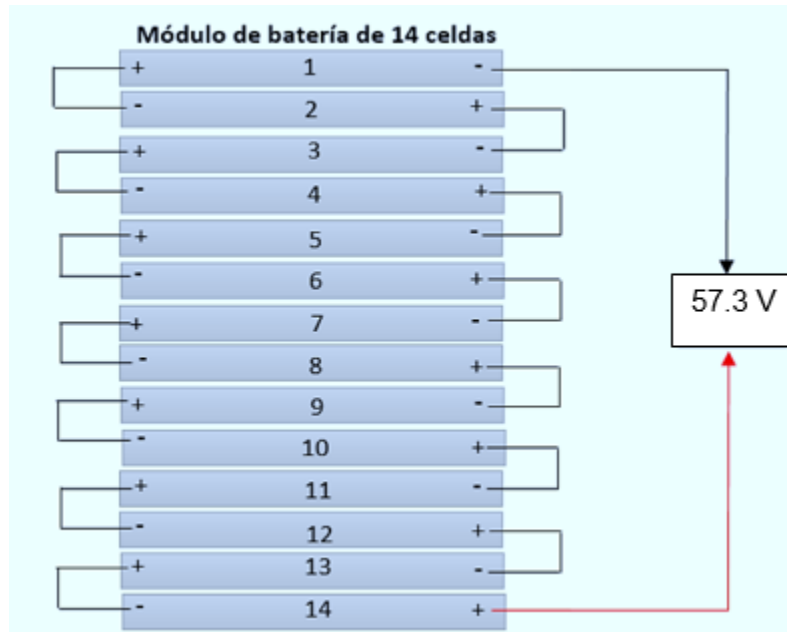 Módulo de batería de 14 celdas
+ 1 -
- 2 +
+ 3 -
- 4 +
+ 5 -
- 6 +
57.3 V
+ 7 -
- 8 +
+ 9 -
- 10 +
+ 11 -
- 12 +
+ 13 -
- 14 +